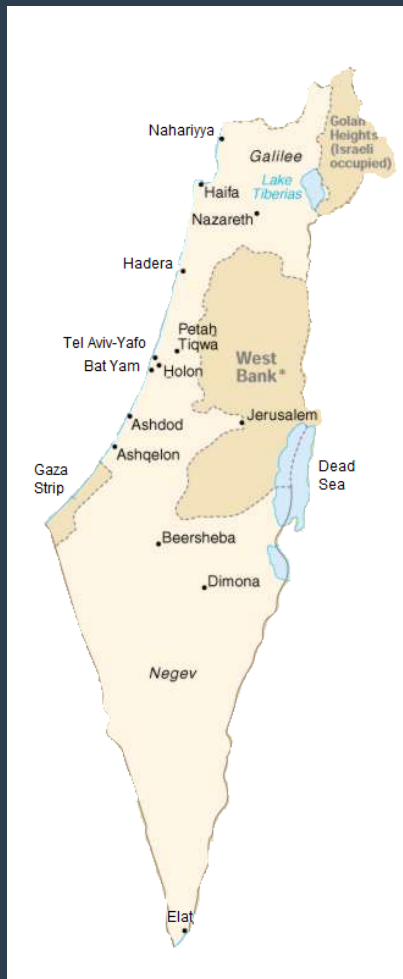 Nahariyya
Golan
Heights
(Israeli
occupied)
Galilee
Lake
Tiberias
Haifa
Nazareth
Hadera
Petah
Tiqwa
Tel Aviv-Yafo
Bat Yam
Holon
West
Bank*
Ashdod
Jerusalem
Ashqelon
Gaza
Strip
Dead
Sea
Beersheba
Dimona
Negev
Elat